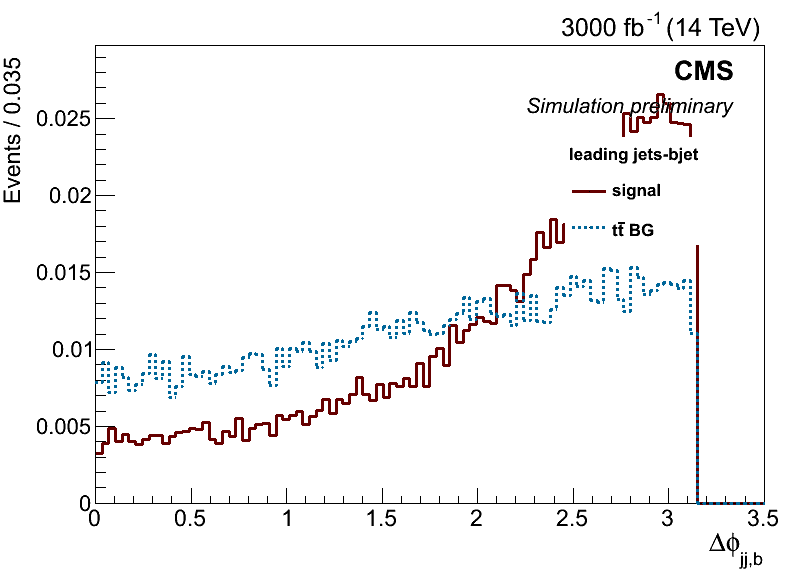 3000 fb⁻¹ (14 TeV)
CMS
Simulation preliminary
leading jets-bjet
signal
tt̄ BG
Events / 0.035
0.025
0.02
0.015
0.01
0.005
0
0 0.5 1 1.5 2 2.5 3 3.5
Δϕjj,b